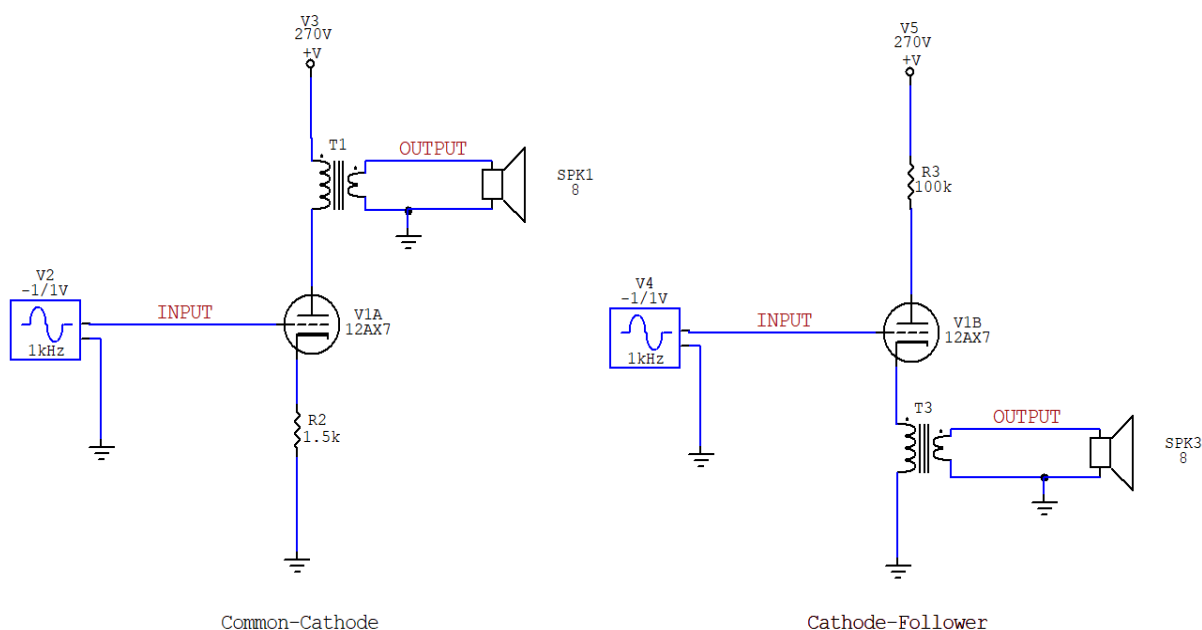 V3
270V
+V
T1
OUTPUT
SPK1
8
V2
-1/1V
1kHz
INPUT
V1A
12AX7
R2
1.5k
Common-Cathode
V5
270V
+V
R3
100k
V4
-1/1V
1kHz
INPUT
V1B
12AX7
T3
OUTPUT
SPK3
8
Cathode-Follower